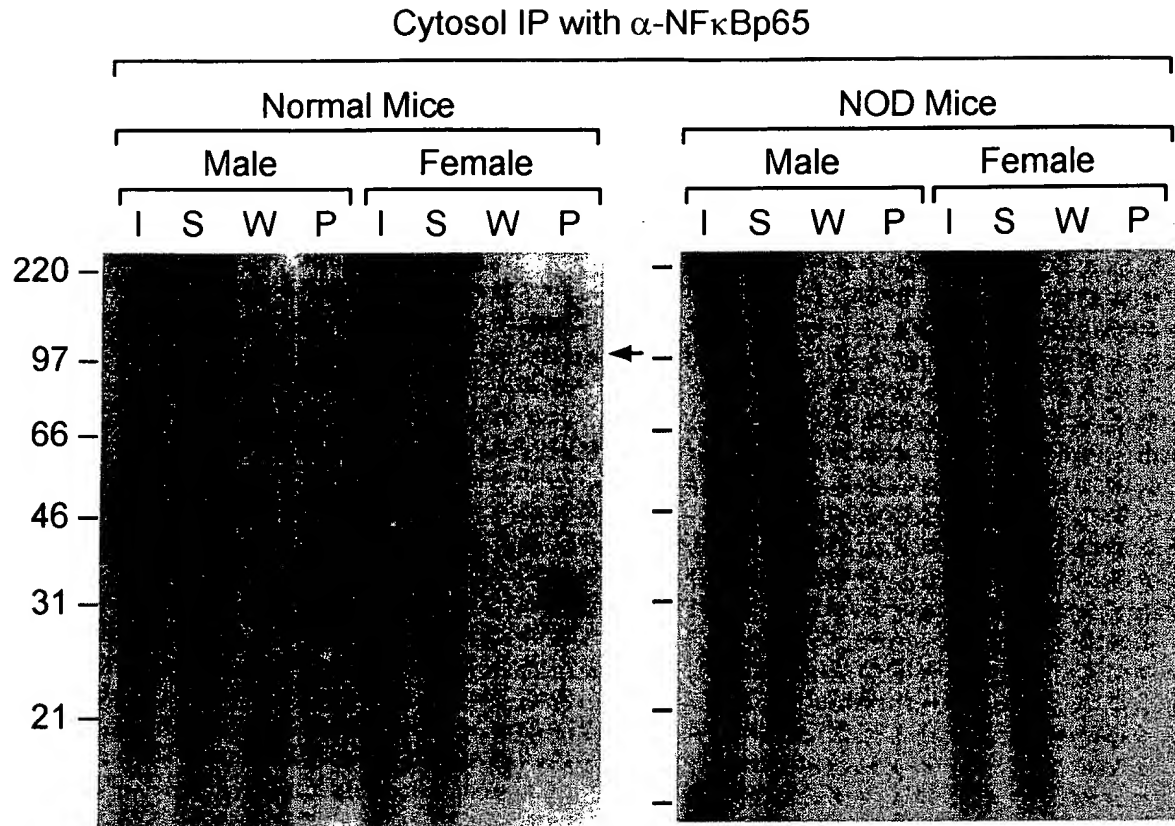 Cytosol IP with α-NFκBp65
Normal Mice NOD Mice
Male Female Male Female
I S W P I S W P I S W P I S W P
220
97
66
46
31
21